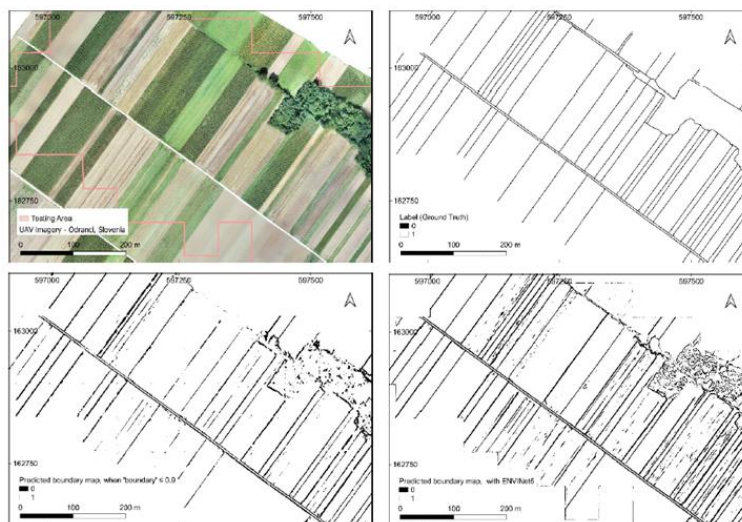 597000 597250 597500
163000
162750
Testing Area
UAV Imagery - Odranci, Slovenia
0 100 200 m
597000 597250 597500
163000
162750
Label (Ground Truth)
0
1
0 100 200 m
597000 597250 597500
163000
162750
Predicted boundary map, when "boundary" ≤ 0.9
0
1
0 100 200 m
597000 597250 597500
163000
162750
Predicted boundary map, with ENVINet5
0
1
0 100 200 m